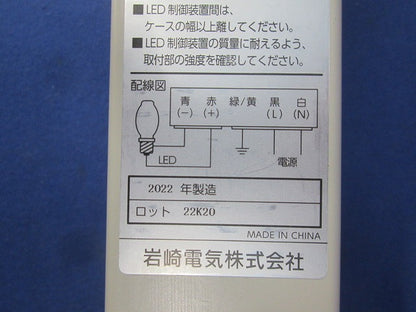 ■LED 制御装置間は、
ケースの幅以上離してください。
■LED 制御装置の質量に耐えるよう、
取付部の強度を確認してください。
配線図
青 赤 緑/黄 黒 白
(−) (+) (L) (N)
LED 電源
2022 年製造
ロット 22K20
MADE IN CHINA
岩崎電気株式会社